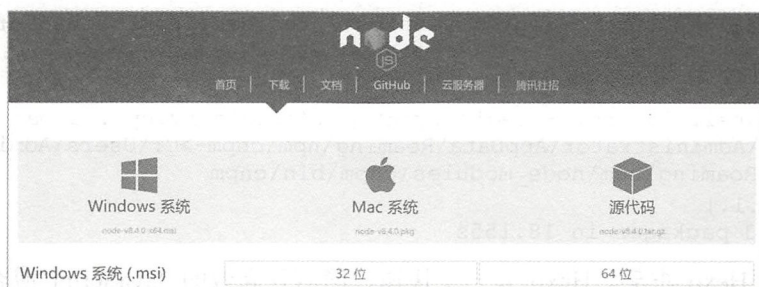 node
JS
首页 | 下载 | 文档 | GitHub | 云服务器 | 腾讯社招
Windows 系统
Mac 系统
源代码
node-v8.4.0-x64.msi
node-v8.4.0.pkg
node-v8.4.0.tar.gz
Windows 系统 (.msi)
32 位
64 位